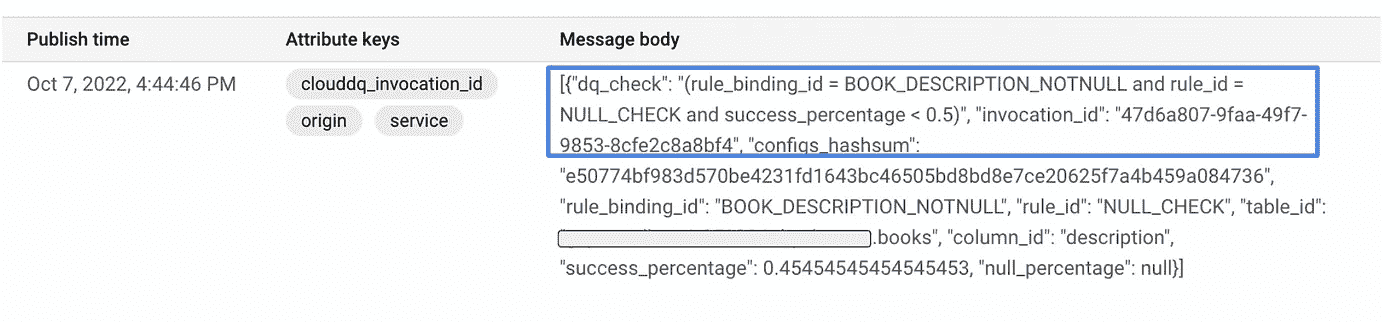 Publish time Attribute keys Message body
Oct 7, 2022, 4:44:46 PM clouddq_invocation_id [{"dq_check": "(rule_binding_id = BOOK_DESCRIPTION_NOTNULL and rule_id =
origin service NULL_CHECK and success_percentage < 0.5)", "invocation_id": "47d6a807-9faa-49f7-
9853-8cfe2c8a8bf4", "configs_hashsum":
"e50774bf983d570be4231fd1643bc46505bd8bd8e7ce20625f7a4b459a084736",
"rule_binding_id": "BOOK_DESCRIPTION_NOTNULL", "rule_id": "NULL_CHECK", "table_id":
.books", "column_id": "description",
"success_percentage": 0.45454545454545453, "null_percentage": null}]